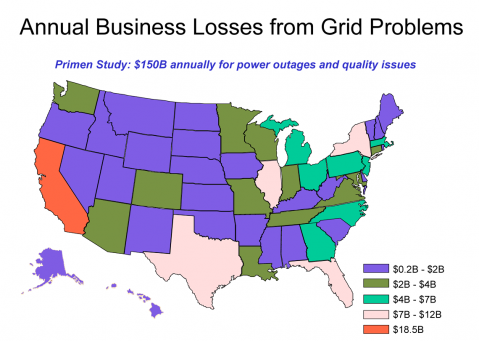 Annual Business Losses from Grid Problems
Primen Study: $150B annually for power outages and quality issues
$0.2B - $2B
$2B - $4B
$4B - $7B
$7B - $12B
$18.5B